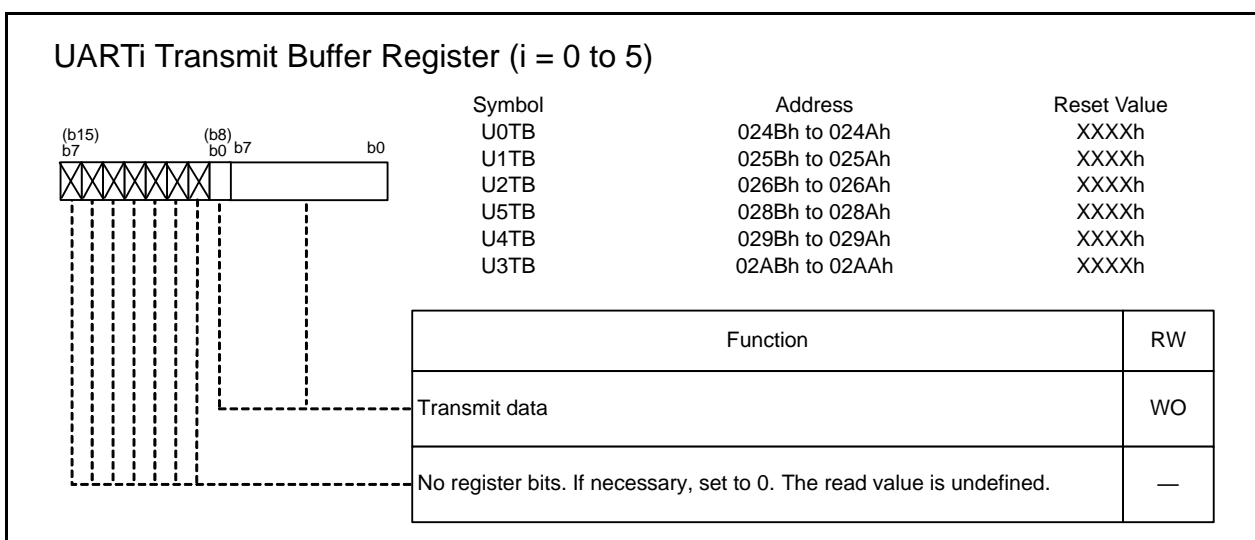 UARTi Transmit Buffer Register (i = 0 to 5)
Symbol Address Reset Value
U0TB 024Bh to 024Ah XXXXh
U1TB 025Bh to 025Ah XXXXh
U2TB 026Bh to 026Ah XXXXh
U5TB 028Bh to 028Ah XXXXh
U4TB 029Bh to 029Ah XXXXh
U3TB 02ABh to 02AAh XXXXh
(b15) (b8)
b7 b0 b7 b0
Function RW
Transmit data WO
No register bits. If necessary, set to 0. The read value is undefined. —